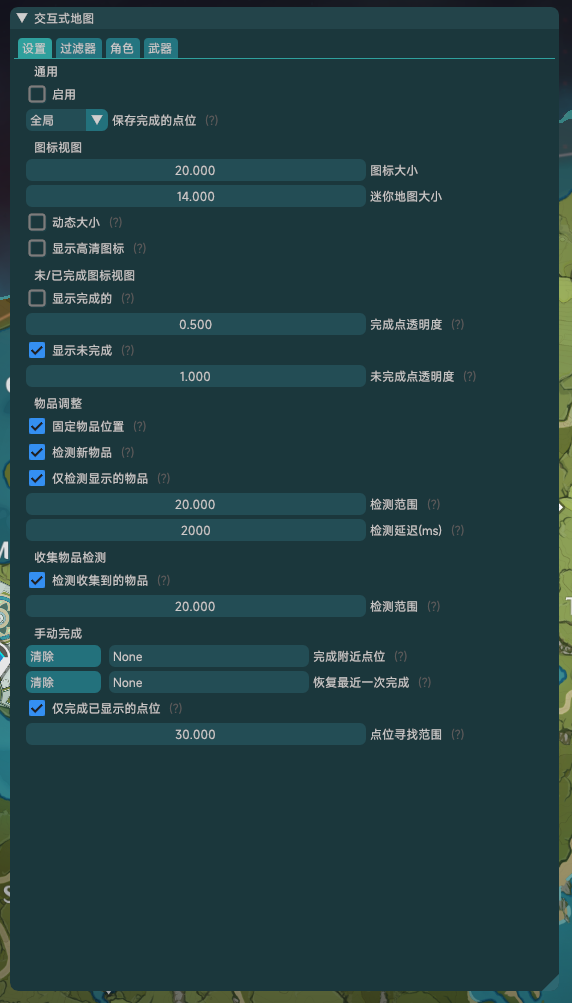 交互式地图
设置 过滤器 角色 武器
通用
启用
全局 保存完成的点位 (?)
图标视图
20.000 图标大小
14.000 迷你地图大小
动态大小 (?)
显示高清图标 (?)
未/已完成图标视图
显示完成的 (?)
0.500 完成点透明度 (?)
显示未完成 (?)
1.000 未完成点透明度 (?)
物品调整
固定物品位置 (?)
检测新物品 (?)
仅检测显示的物品 (?)
20.000 检测范围 (?)
2000 检测延迟(ms) (?)
收集物品检测
检测收集到的物品 (?)
20.000 检测范围 (?)
手动完成
清除 None 完成附近点位 (?)
清除 None 恢复最近一次完成 (?)
仅完成已显示的点位 (?)
30.000 点位寻找范围 (?)